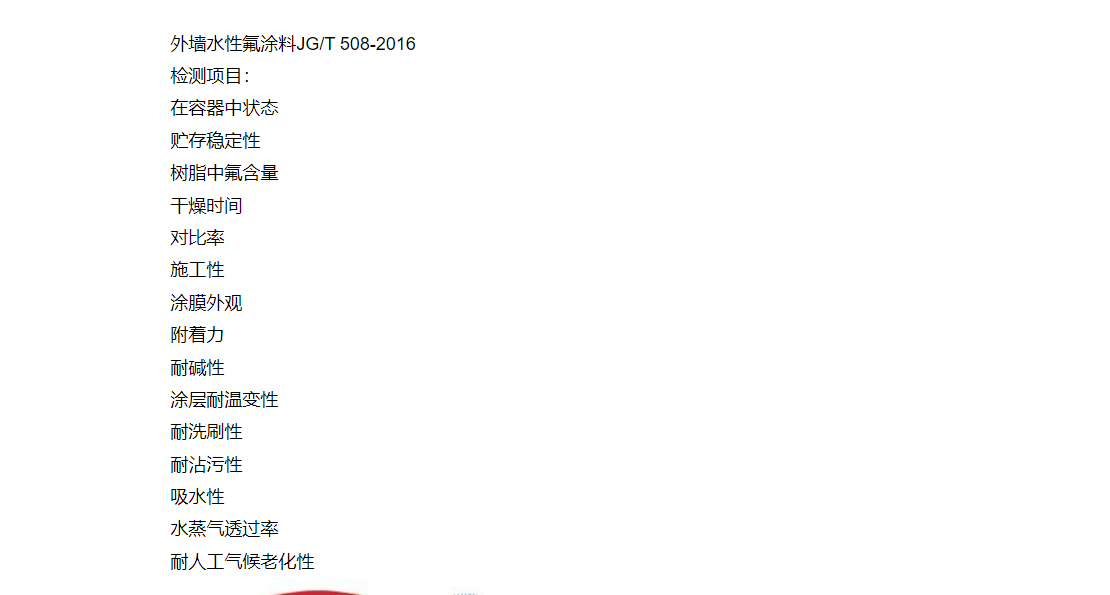 外墙水性氟涂料JG/T 508-2016
检测项目：
在容器中状态
贮存稳定性
树脂中氟含量
干燥时间
对比率
施工性
涂膜外观
附着力
耐碱性
涂层耐温变性
耐洗刷性
耐沾污性
吸水性
水蒸气透过率
耐人工气候老化性